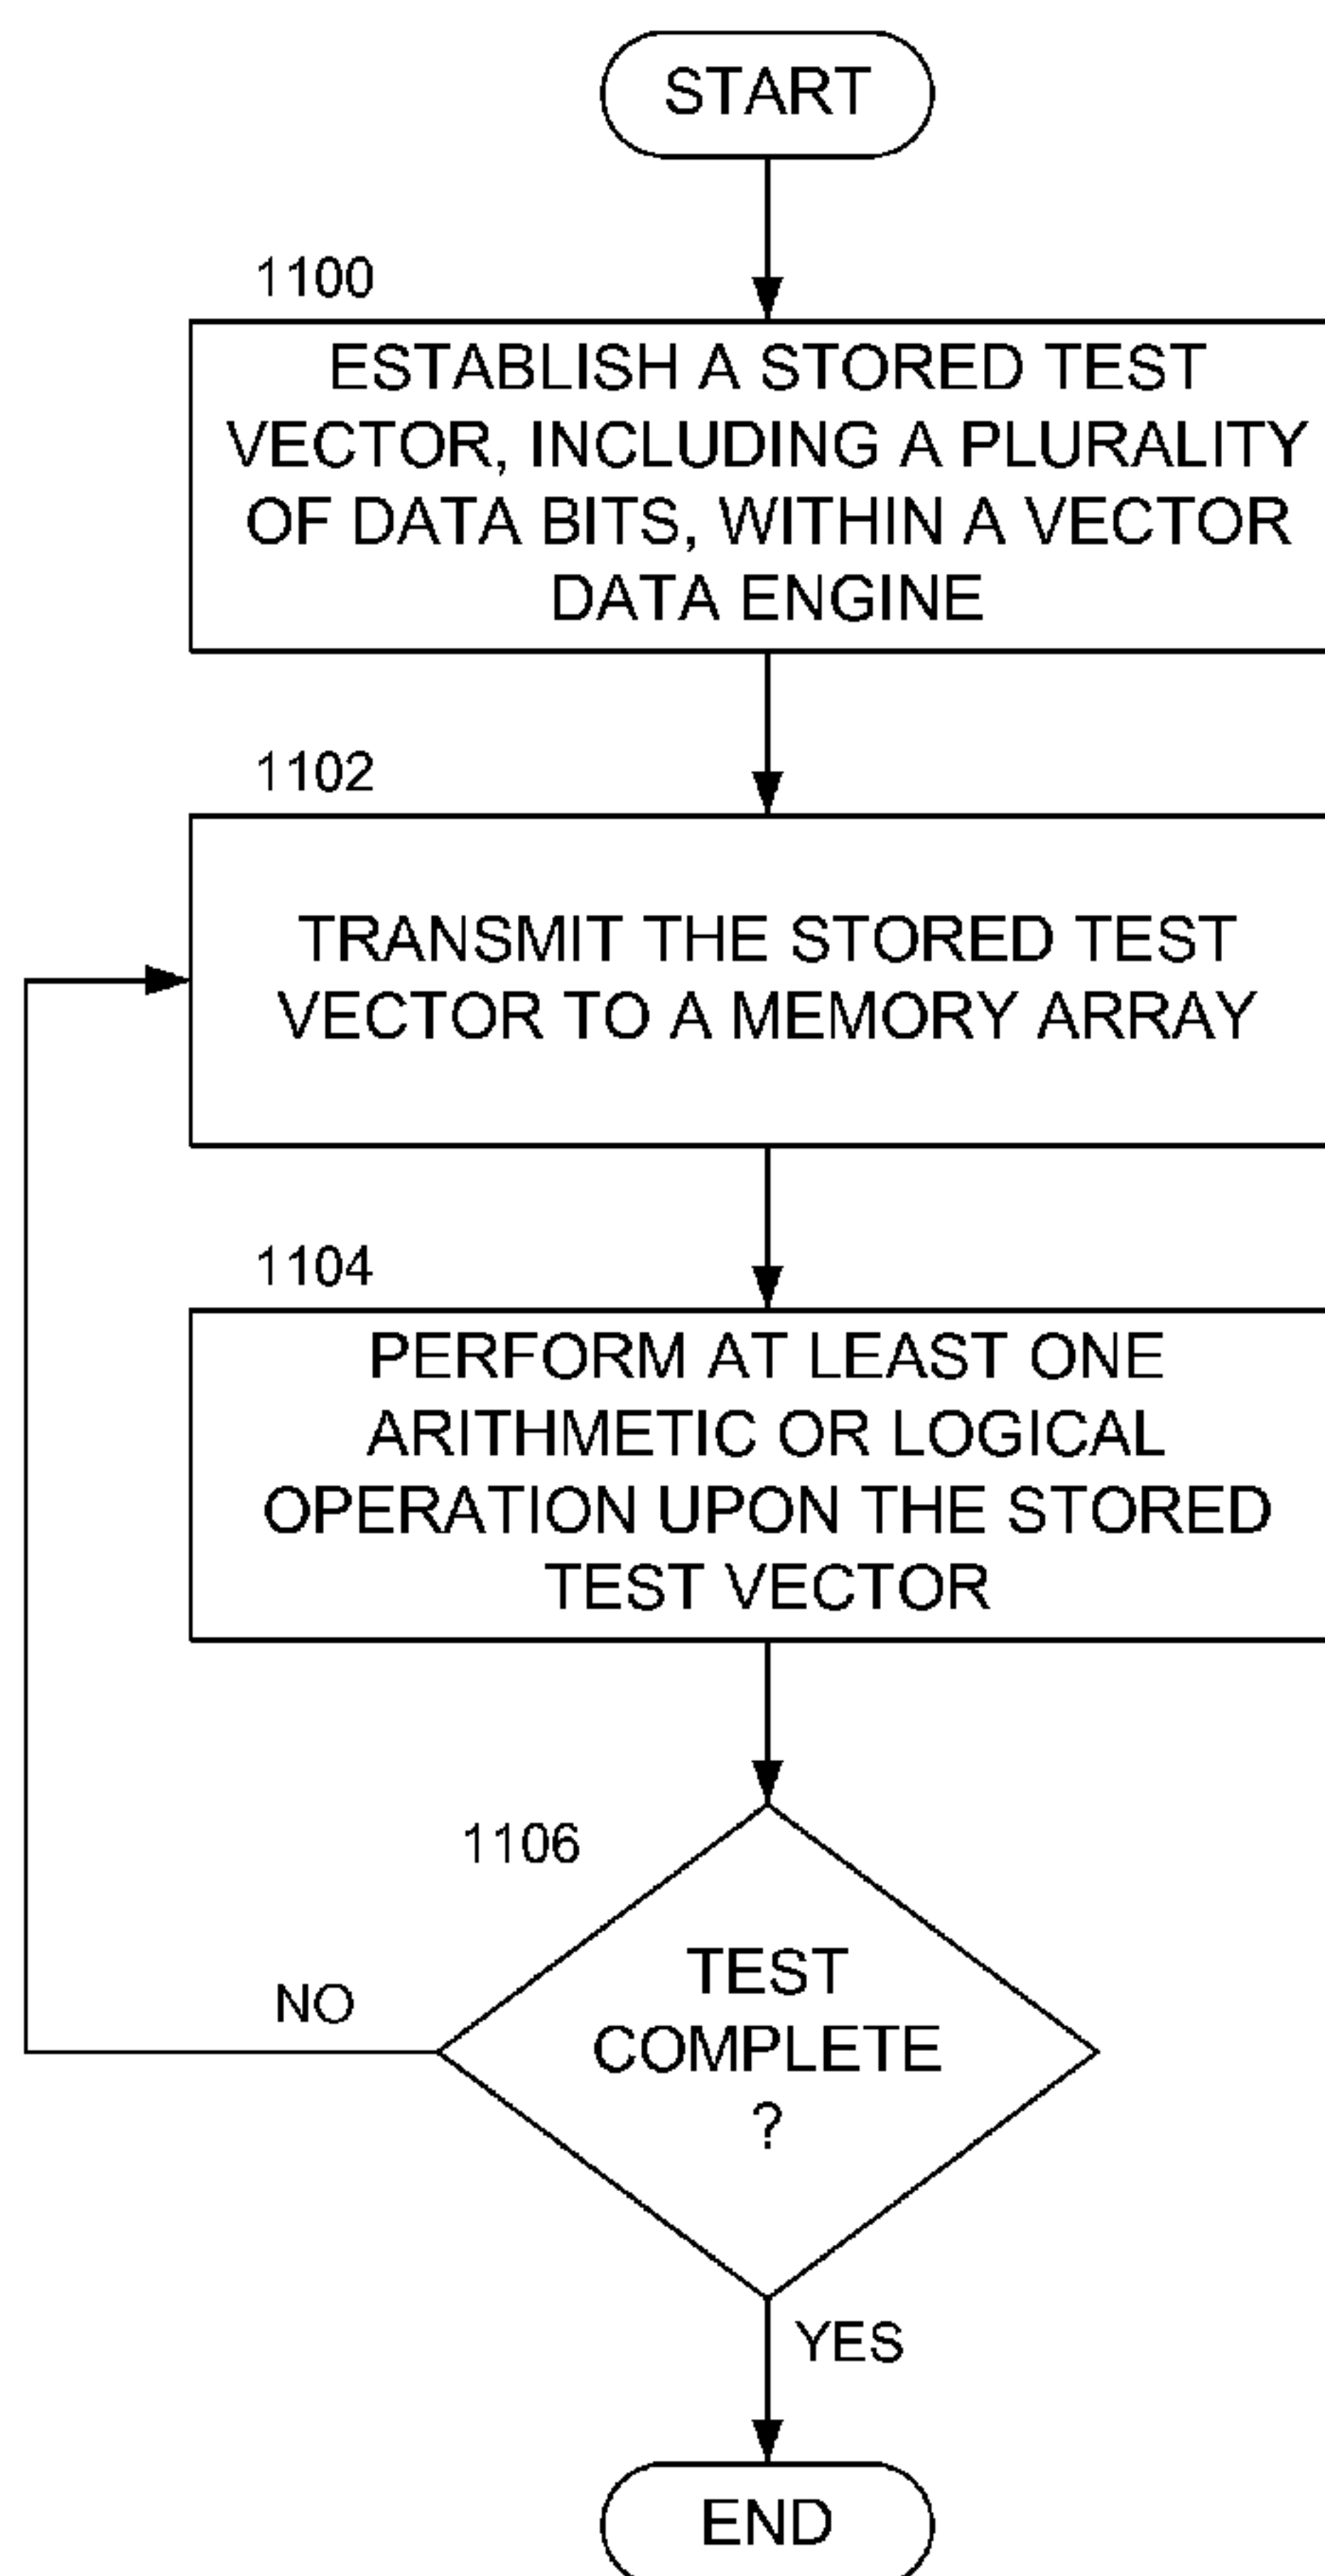 START
1100
ESTABLISH A STORED TEST
VECTOR, INCLUDING A PLURALITY
OF DATA BITS, WITHIN A VECTOR
DATA ENGINE
1102
TRANSMIT THE STORED TEST
VECTOR TO A MEMORY ARRAY
1104
PERFORM AT LEAST ONE
ARITHMETIC OR LOGICAL
OPERATION UPON THE STORED
TEST VECTOR
1106
TEST
COMPLETE
?
NO
YES
END